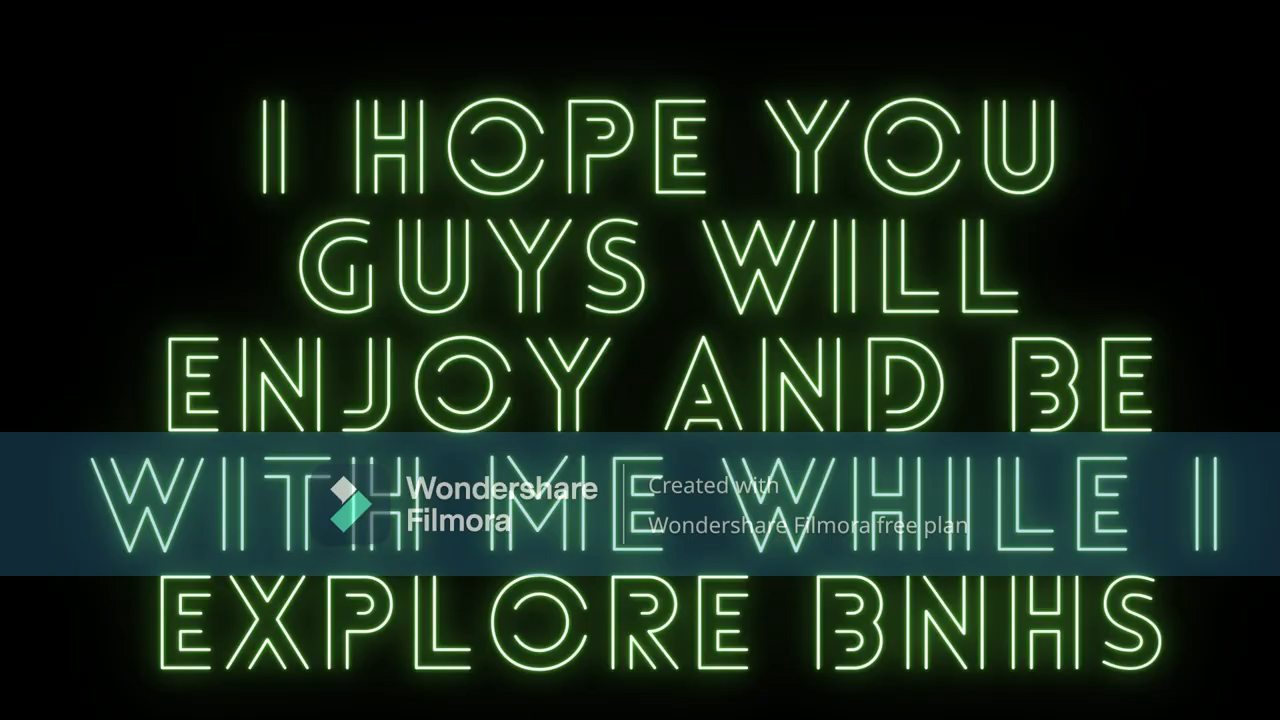 I HOPE YOU
GUYS WILL
ENJOY AND BE
WITH ME WHILE I
Wondershare
Filmora
Created with
Wondershare Filmora free plan
EXPLORE BNHS